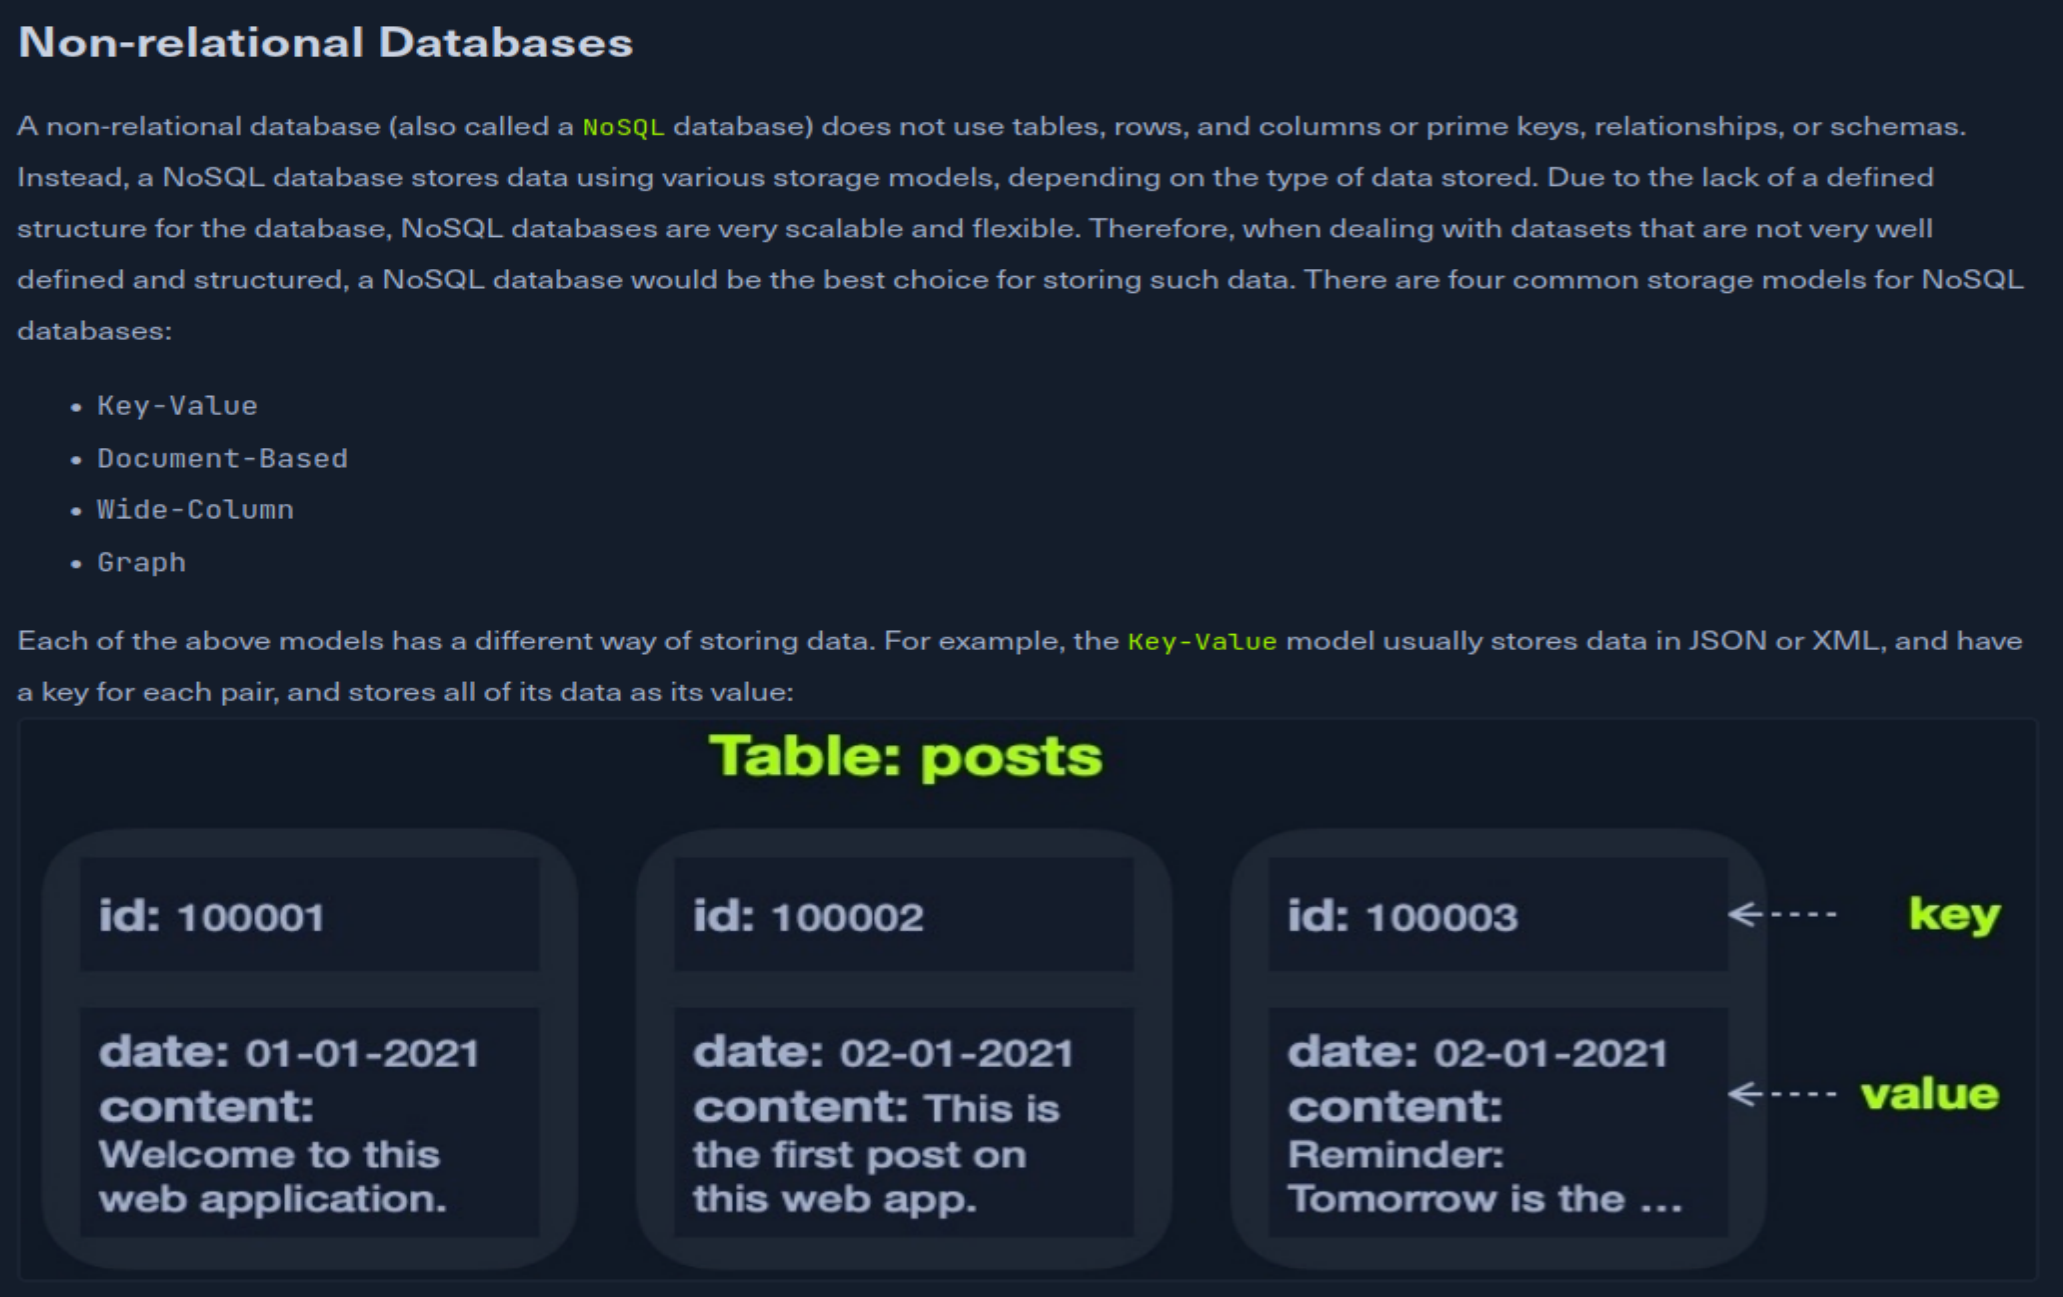 Non-relational Databases
A non-relational database (also called a NoSQL database) does not use tables, rows, and columns or prime keys, relationships, or schemas.
Instead, a NoSQL database stores data using various storage models, depending on the type of data stored. Due to the lack of a defined
structure for the database, NoSQL databases are very scalable and flexible. Therefore, when dealing with datasets that are not very well
defined and structured, a NoSQL database would be the best choice for storing such data. There are four common storage models for NoSQL
databases:
• Key-Value
• Document-Based
• Wide-Column
• Graph
Each of the above models has a different way of storing data. For example, the Key-Value model usually stores data in JSON or XML, and have
a key for each pair, and stores all of its data as its value:
Table: posts
id: 100001
date: 01-01-2021
content:
Welcome to this
web application.
id: 100002
date: 02-01-2021
content: This is
the first post on
this web app.
id: 100003
date: 02-01-2021
content:
Reminder:
Tomorrow is the ...
key
value